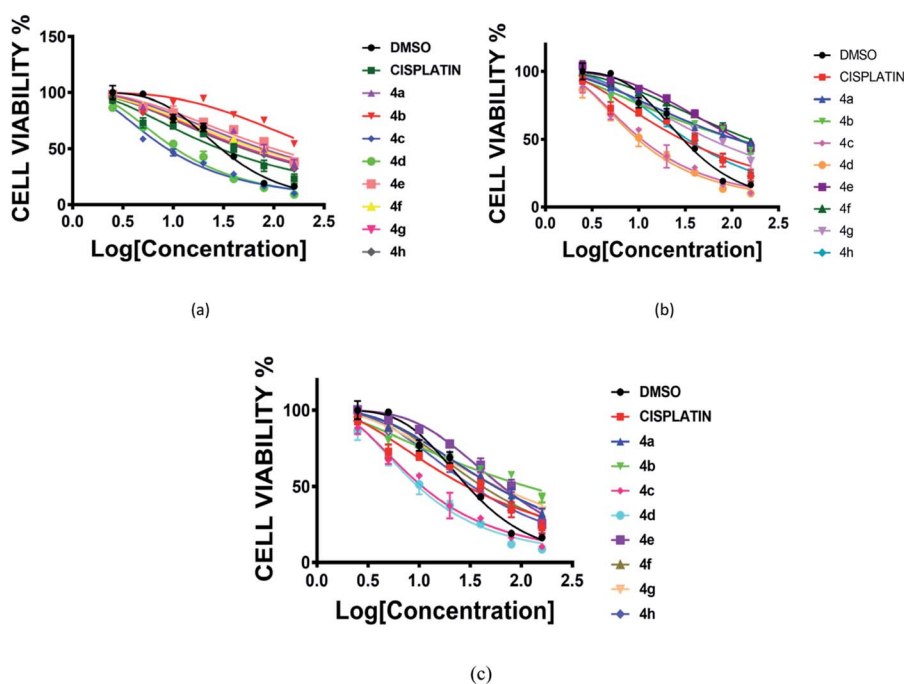 CELL VIABILITY %
150
100
50
0
0.0 0.5 1.0 1.5 2.0 2.5
Log[Concentration]
DMSO
CISPLATIN
4a
4b
4c
4d
4e
4f
4g
4h
(a)
CELL VIABILITY %
100
50
0
0.0 0.5 1.0 1.5 2.0 2.5
Log[Concentration]
DMSO
CISPLATIN
4a
4b
4c
4d
4e
4f
4g
4h
(b)
CELL VIABILITY %
100
50
0
0.0 0.5 1.0 1.5 2.0 2.5
Log[Concentration]
DMSO
CISPLATIN
4a
4b
4c
4d
4e
4f
4g
4h
(c)